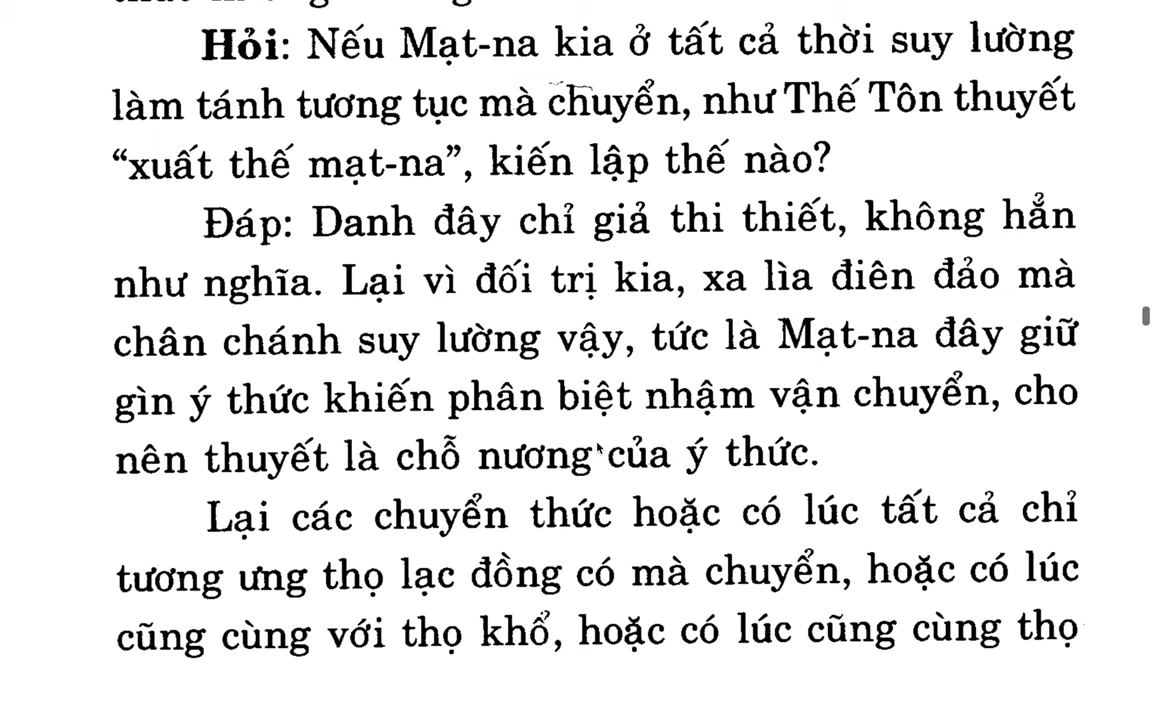 Hỏi: Nếu Mạt-na kia ở tất cả thời suy lường
làm tánh tương tục mà chuyển, như Thế Tôn thuyết
“xuất thế mạt-na”, kiến lập thế nào?
Đáp: Danh đây chỉ giả thi thiết, không hẳn
như nghĩa. Lại vì đối trị kia, xa lìa điên đảo mà
chân chánh suy lường vậy, tức là Mạt-na đây giữ
gìn ý thức khiến phân biệt nhậm vận chuyển, cho
nên thuyết là chỗ nương của ý thức.
Lại các chuyển thức hoặc có lúc tất cả chỉ
tương ưng thọ lạc đồng có mà chuyển, hoặc có lúc
cũng cùng với thọ khổ, hoặc có lúc cũng cùng thọ